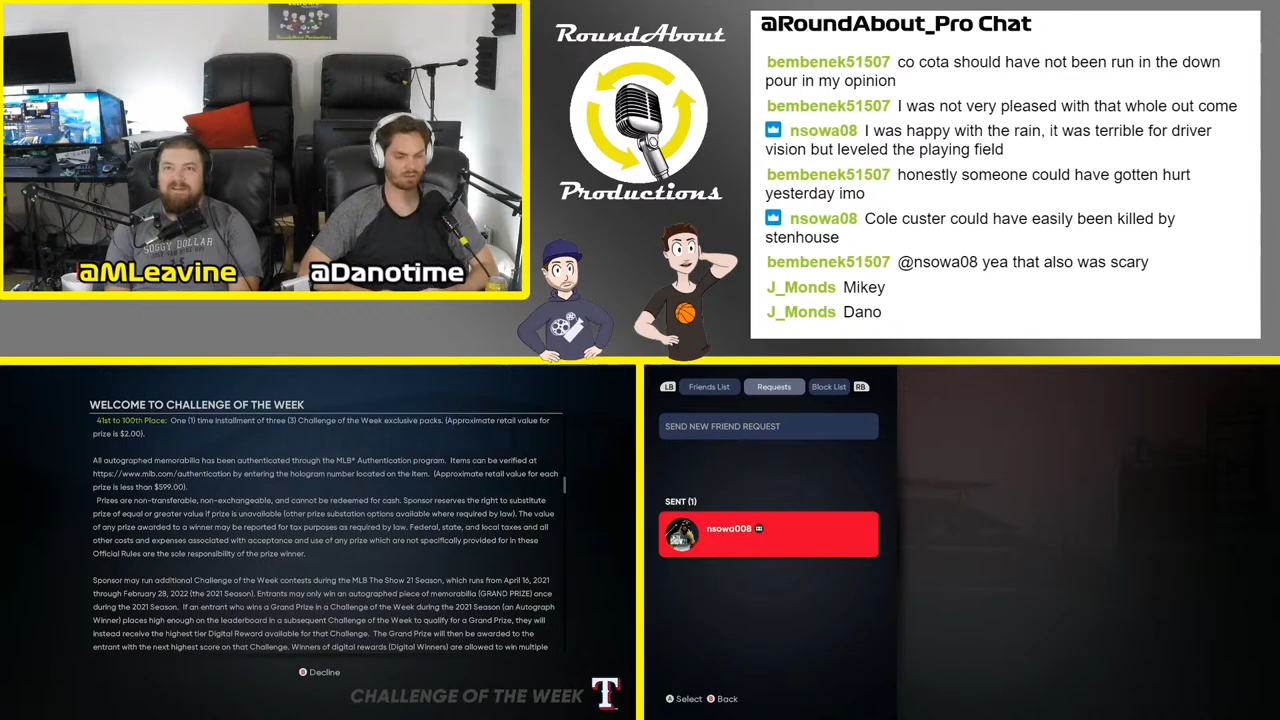 RoundAbout
Productions
SOGGY DOLLAR
@MLeavine
@Danotime
@RoundAbout_Pro Chat
bembenek51507 co cota should have not been run in the down
pour in my opinion
bembenek51507 I was not very pleased with that whole out come
nsowa08 I was happy with the rain, it was terrible for driver
vision but leveled the playing field
bembenek51507 honestly someone could have gotten hurt
yesterday imo
nsowa08 Cole custer could have easily been killed by
stenhouse
bembenek51507 @nsowa08 yea that also was scary
J_Monds Mikey
J_Monds Dano
WELCOME TO CHALLENGE OF THE WEEK
41st to 100th Place: One (1) time installment of three (3) Challenge of the Week exclusive packs. (Approximate retail value for
prize is $2.00).
All autographed memorabilia has been authenticated through the MLB® Authentication program. Items can be verified at
https://www.mlb.com/authentication by entering the hologram number located on the item. (Approximate retail value for each
prize is less than $599.00).
Prizes are non-transferable, non-exchangeable, and cannot be redeemed for cash. Sponsor reserves the right to substitute
prize of equal or greater value if prize is unavailable (other prize substation options available where required by law). The value
of any prize awarded to a winner may be reported for tax purposes as required by law. Federal, state, and local taxes and all
other costs and expenses associated with acceptance and use of any prize which are not specifically provided for in these
Official Rules are the sole responsibility of the prize winner.
Sponsor may run additional Challenge of the Week contests during the MLB The Show 21 Season, which runs from April 16, 2021
through February 28, 2022 (the 2021 Season). Entrants may only win an autographed piece of memorabilia (GRAND PRIZE) once
during the 2021 Season. If an entrant who wins a Grand Prize in a Challenge of the Week during the 2021 Season (an Autograph
Winner) places high enough on the leaderboard in a subsequent Challenge of the Week to qualify for a Grand Prize, they will
instead receive the highest tier Digital Reward available for that Challenge. The Grand Prize will then be awarded to the
entrant with the next highest score on that Challenge. Winners of digital rewards (Digital Winners) are allowed to win multiple
B Decline
CHALLENGE OF THE WEEK T
LB Friends List Requests Block List RB
SEND NEW FRIEND REQUEST
SENT (1)
nsowa008
A Select B Back